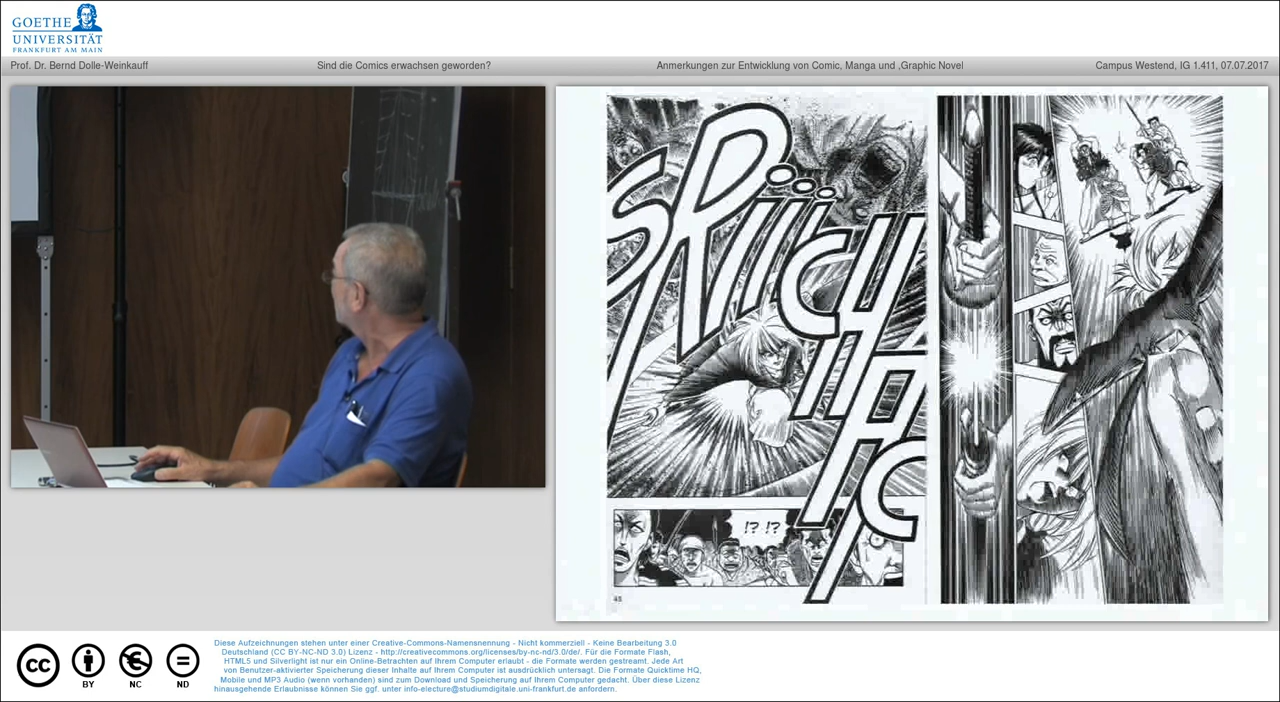 GOETHE
UNIVERSITÄT
FRANKFURT AM MAIN
Prof. Dr. Bernd Dolle-Weinkauff
Sind die Comics erwachsen geworden?
Anmerkungen zur Entwicklung von Comic, Manga und ‚Graphic Novel
Campus Westend, IG 1.411, 07.07.2017
SRIIICH
HAC
!? !?
45
cc
BY
NC
ND
Diese Aufzeichnungen stehen unter einer Creative-Commons-Namensnennung - Nicht kommerziell - Keine Bearbeitung 3.0
Deutschland (CC BY-NC-ND 3.0) Lizenz - http://creativecommons.org/licenses/by-nc-nd/3.0/de/. Für die Formate Flash,
HTML5 und Silverlight ist nur ein Online-Betrachten auf Ihrem Computer erlaubt - die Formate werden gestreamt. Jede Art
von Benutzer-aktivierter Speicherung dieser Inhalte auf Ihrem Computer ist ausdrücklich untersagt. Die Formate Quicktime HQ,
Mobile und MP3 Audio (wenn vorhanden) sind zum Download und Speicherung auf Ihrem Computer gedacht. Über diese Lizenz
hinausgehende Erlaubnisse können Sie ggf. unter info-electure@studiumdigitale.uni-frankfurt.de anfordern.